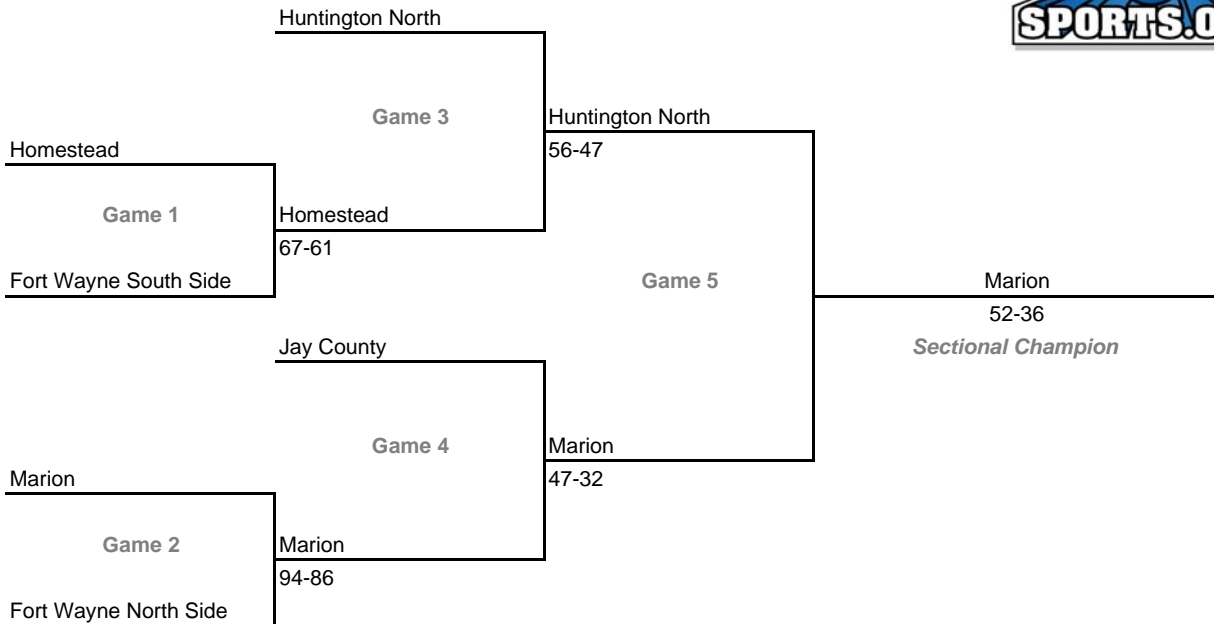 Huntington North
SPORTS.O
Game 3
Huntington North
Homestead
56-47
Game 1
Homestead
67-61
Fort Wayne South Side
Game 5
Marion
52-36
Jay County
Sectional Champion
Game 4
Marion
Marion
47-32
Game 2
Marion
94-86
Fort Wayne North Side